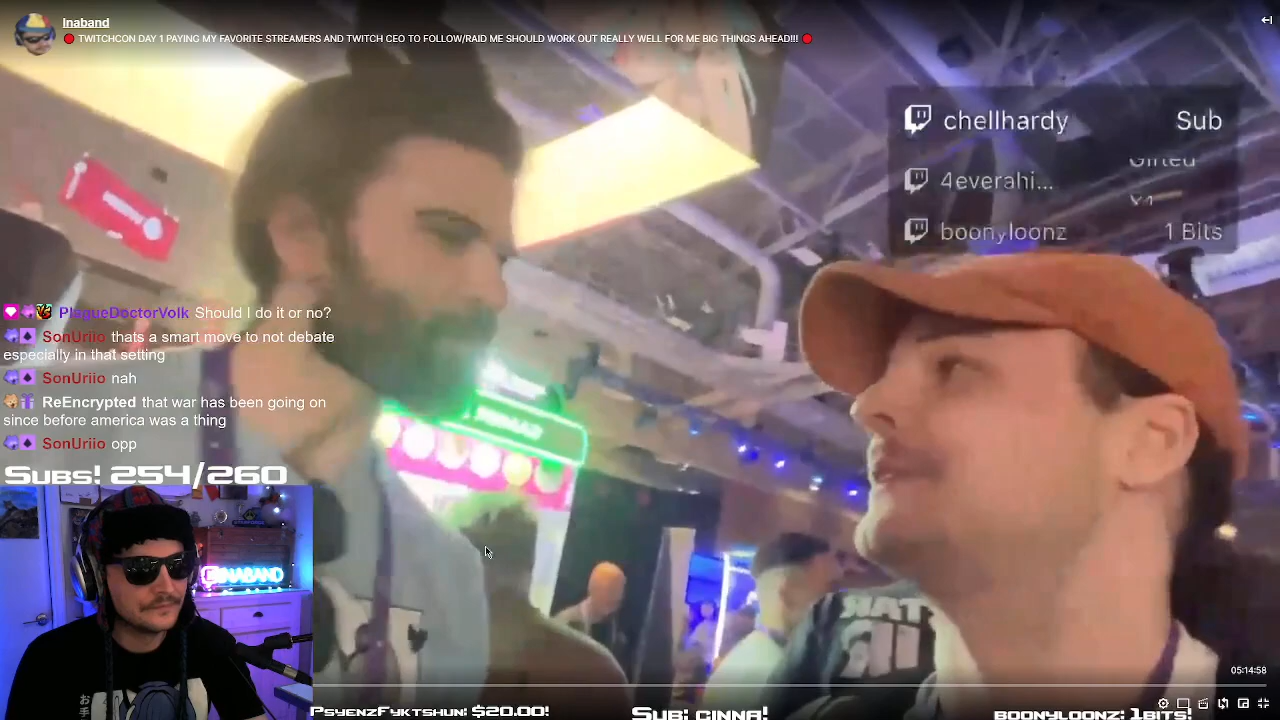 Inaband
🔴 TWITCHCON DAY 1 PAYING MY FAVORITE STREAMERS AND TWITCH CEO TO FOLLOW/RAID ME SHOULD WORK OUT REALLY WELL FOR ME BIG THINGS AHEAD!!! 🔴
chellhardy Sub
4everahi... Gifted
boonyloonz 1 Bits
PlagueDoctorVolk Should I do it or no?
SonUriio thats a smart move to not debate
especially in that setting
SonUriio nah
ReEncrypted that war has been going on
since before america was a thing
SonUriio opp
Subs! 254/260
INABAND
05:14:58
PsyenzFyktshun: $20.00!
Sub: cinna!
boonyloonz: 1Bits!